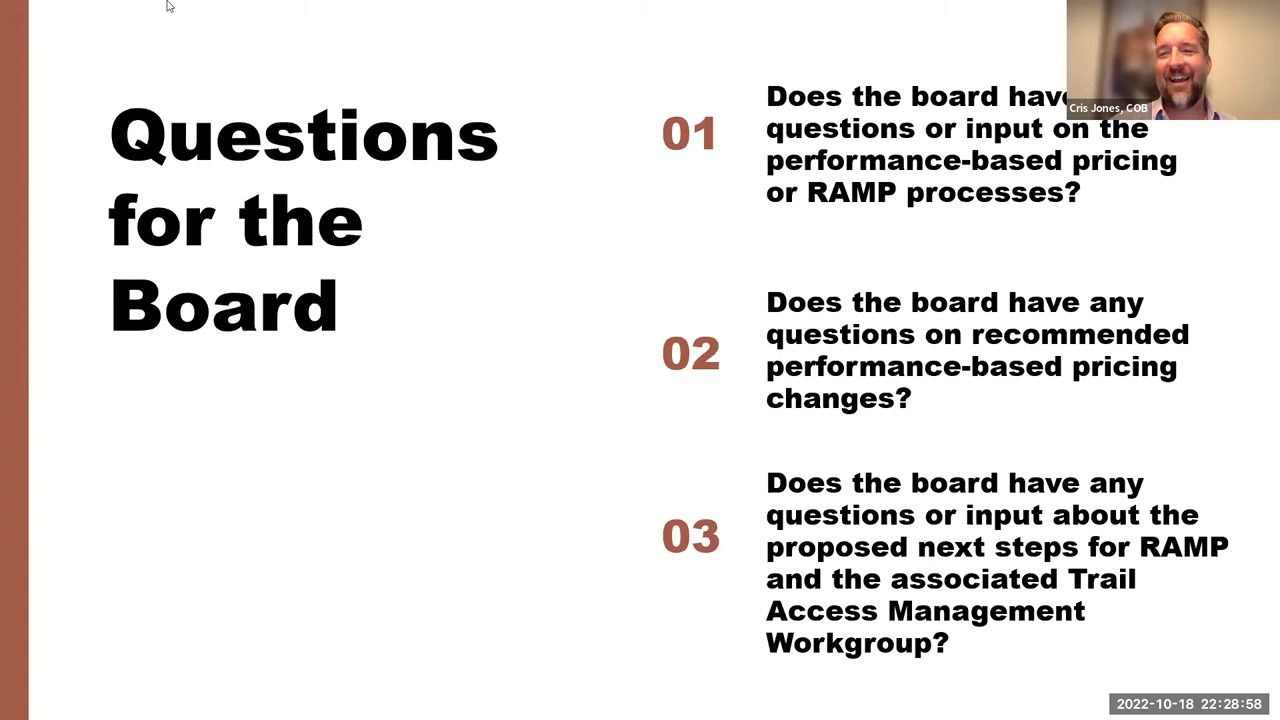 Questions
for the
Board
01
Does the board have
questions or input on the
performance-based pricing
or RAMP processes?
02
Does the board have any
questions on recommended
performance-based pricing
changes?
03
Does the board have any
questions or input about the
proposed next steps for RAMP
and the associated Trail
Access Management
Workgroup?
Cris Jones, COB
2022-10-18 22:28:58